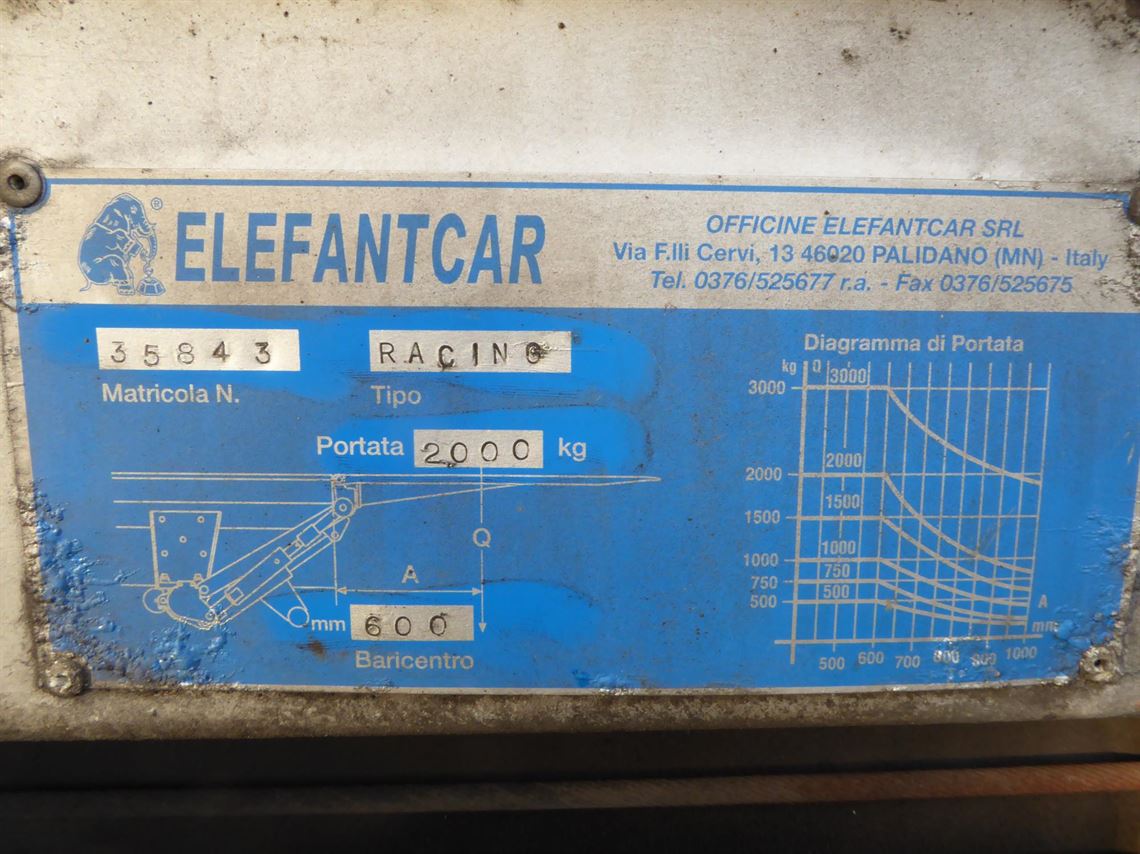 ® ELEFANTCAR
OFFICINE ELEFANTCAR SRL
Via F.lli Cervi, 13 46020 PALIDANO (MN) - Italy
Tel. 0376/525677 r.a. - Fax 0376/525675
35843
Matricola N.
RACING
Tipo
Portata 2000 kg
Q
A
mm 600
Baricentro
Diagramma di Portata
kg Q 3000
3000
2000
2000
1500
1500
1000
1000
750
750
500
500
A
mm
500 600 700 800 900 1000